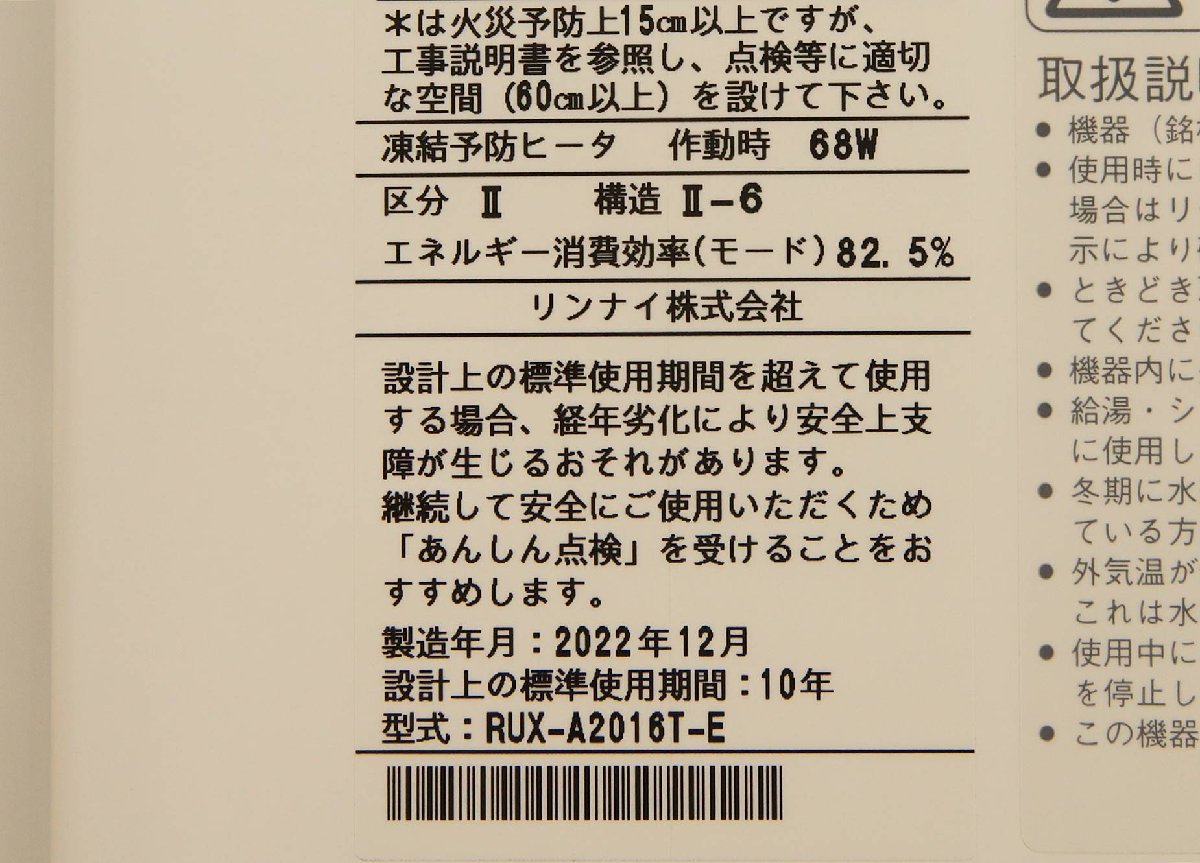 ＊は火災予防上15㎝以上ですが、
工事説明書を参照し、点検等に適切
な空間（60㎝以上）を設けて下さい。
凍結予防ヒータ 作動時 68W
区分 Ⅱ 構造 Ⅱ-6
エネルギー消費効率(モード) 82.5%
リンナイ株式会社
設計上の標準使用期間を超えて使用
する場合、経年劣化により安全上支
障が生じるおそれがあります。
継続して安全にご使用いただくため
「あんしん点検」を受けることをお
すすめします。
製造年月：2022年12月
設計上の標準使用期間：10年
型式：RUX-A2016T-E
取扱説
● 機器（銘
● 使用時に
場合はリ
示により
● ときどき
てくださ
● 機器内に
● 給湯・シ
に使用し
● 冬期に水
ている方
● 外気温が
これは水
● 使用中に
を停止し
● この機器